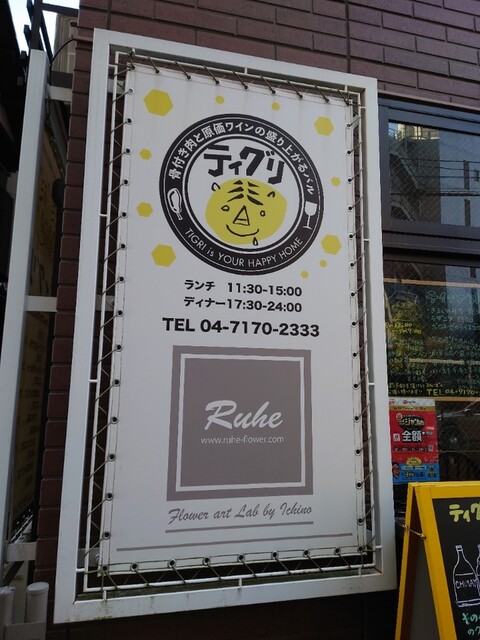 骨付き肉と原価ワインの盛り上がるバル
ティグリ
TIGRI is YOUR HAPPY HOME
ランチ 11:30-15:00
ディナー17:30-24:00
TEL 04-7170-2333
Ruhe
www.ruhe-flower.com
Flower art Lab by Ichino
全額
ティグ
CHIMAY